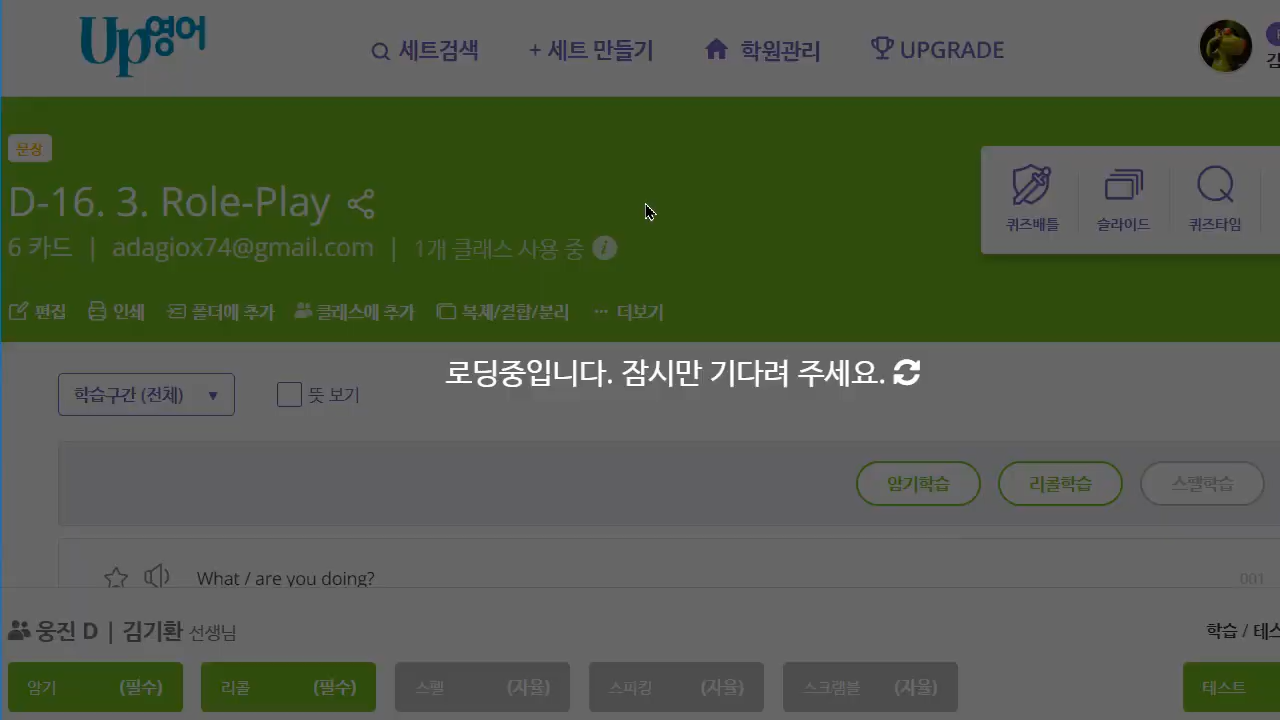 Up영어
세트검색
+ 세트 만들기
학원관리
UPGRADE
문장
D-16. 3. Role-Play
6 카드 | adagiox74@gmail.com | 1개 클래스 사용 중
퀴즈배틀
슬라이드
퀴즈타임
편집
인쇄
폴더에 추가
클래스에 추가
복제/결합/분리
··· 더보기
로딩중입니다. 잠시만 기다려 주세요.
학습구간 (전체) ▼
뜻 보기
암기학습
리콜학습
스펠학습
What / are you doing?
001
웅진 D | 김기환 선생님
학습 / 테스
암기 (필수)
리콜 (필수)
스펠 (자율)
스피킹 (자율)
스크램블 (자율)
테스트